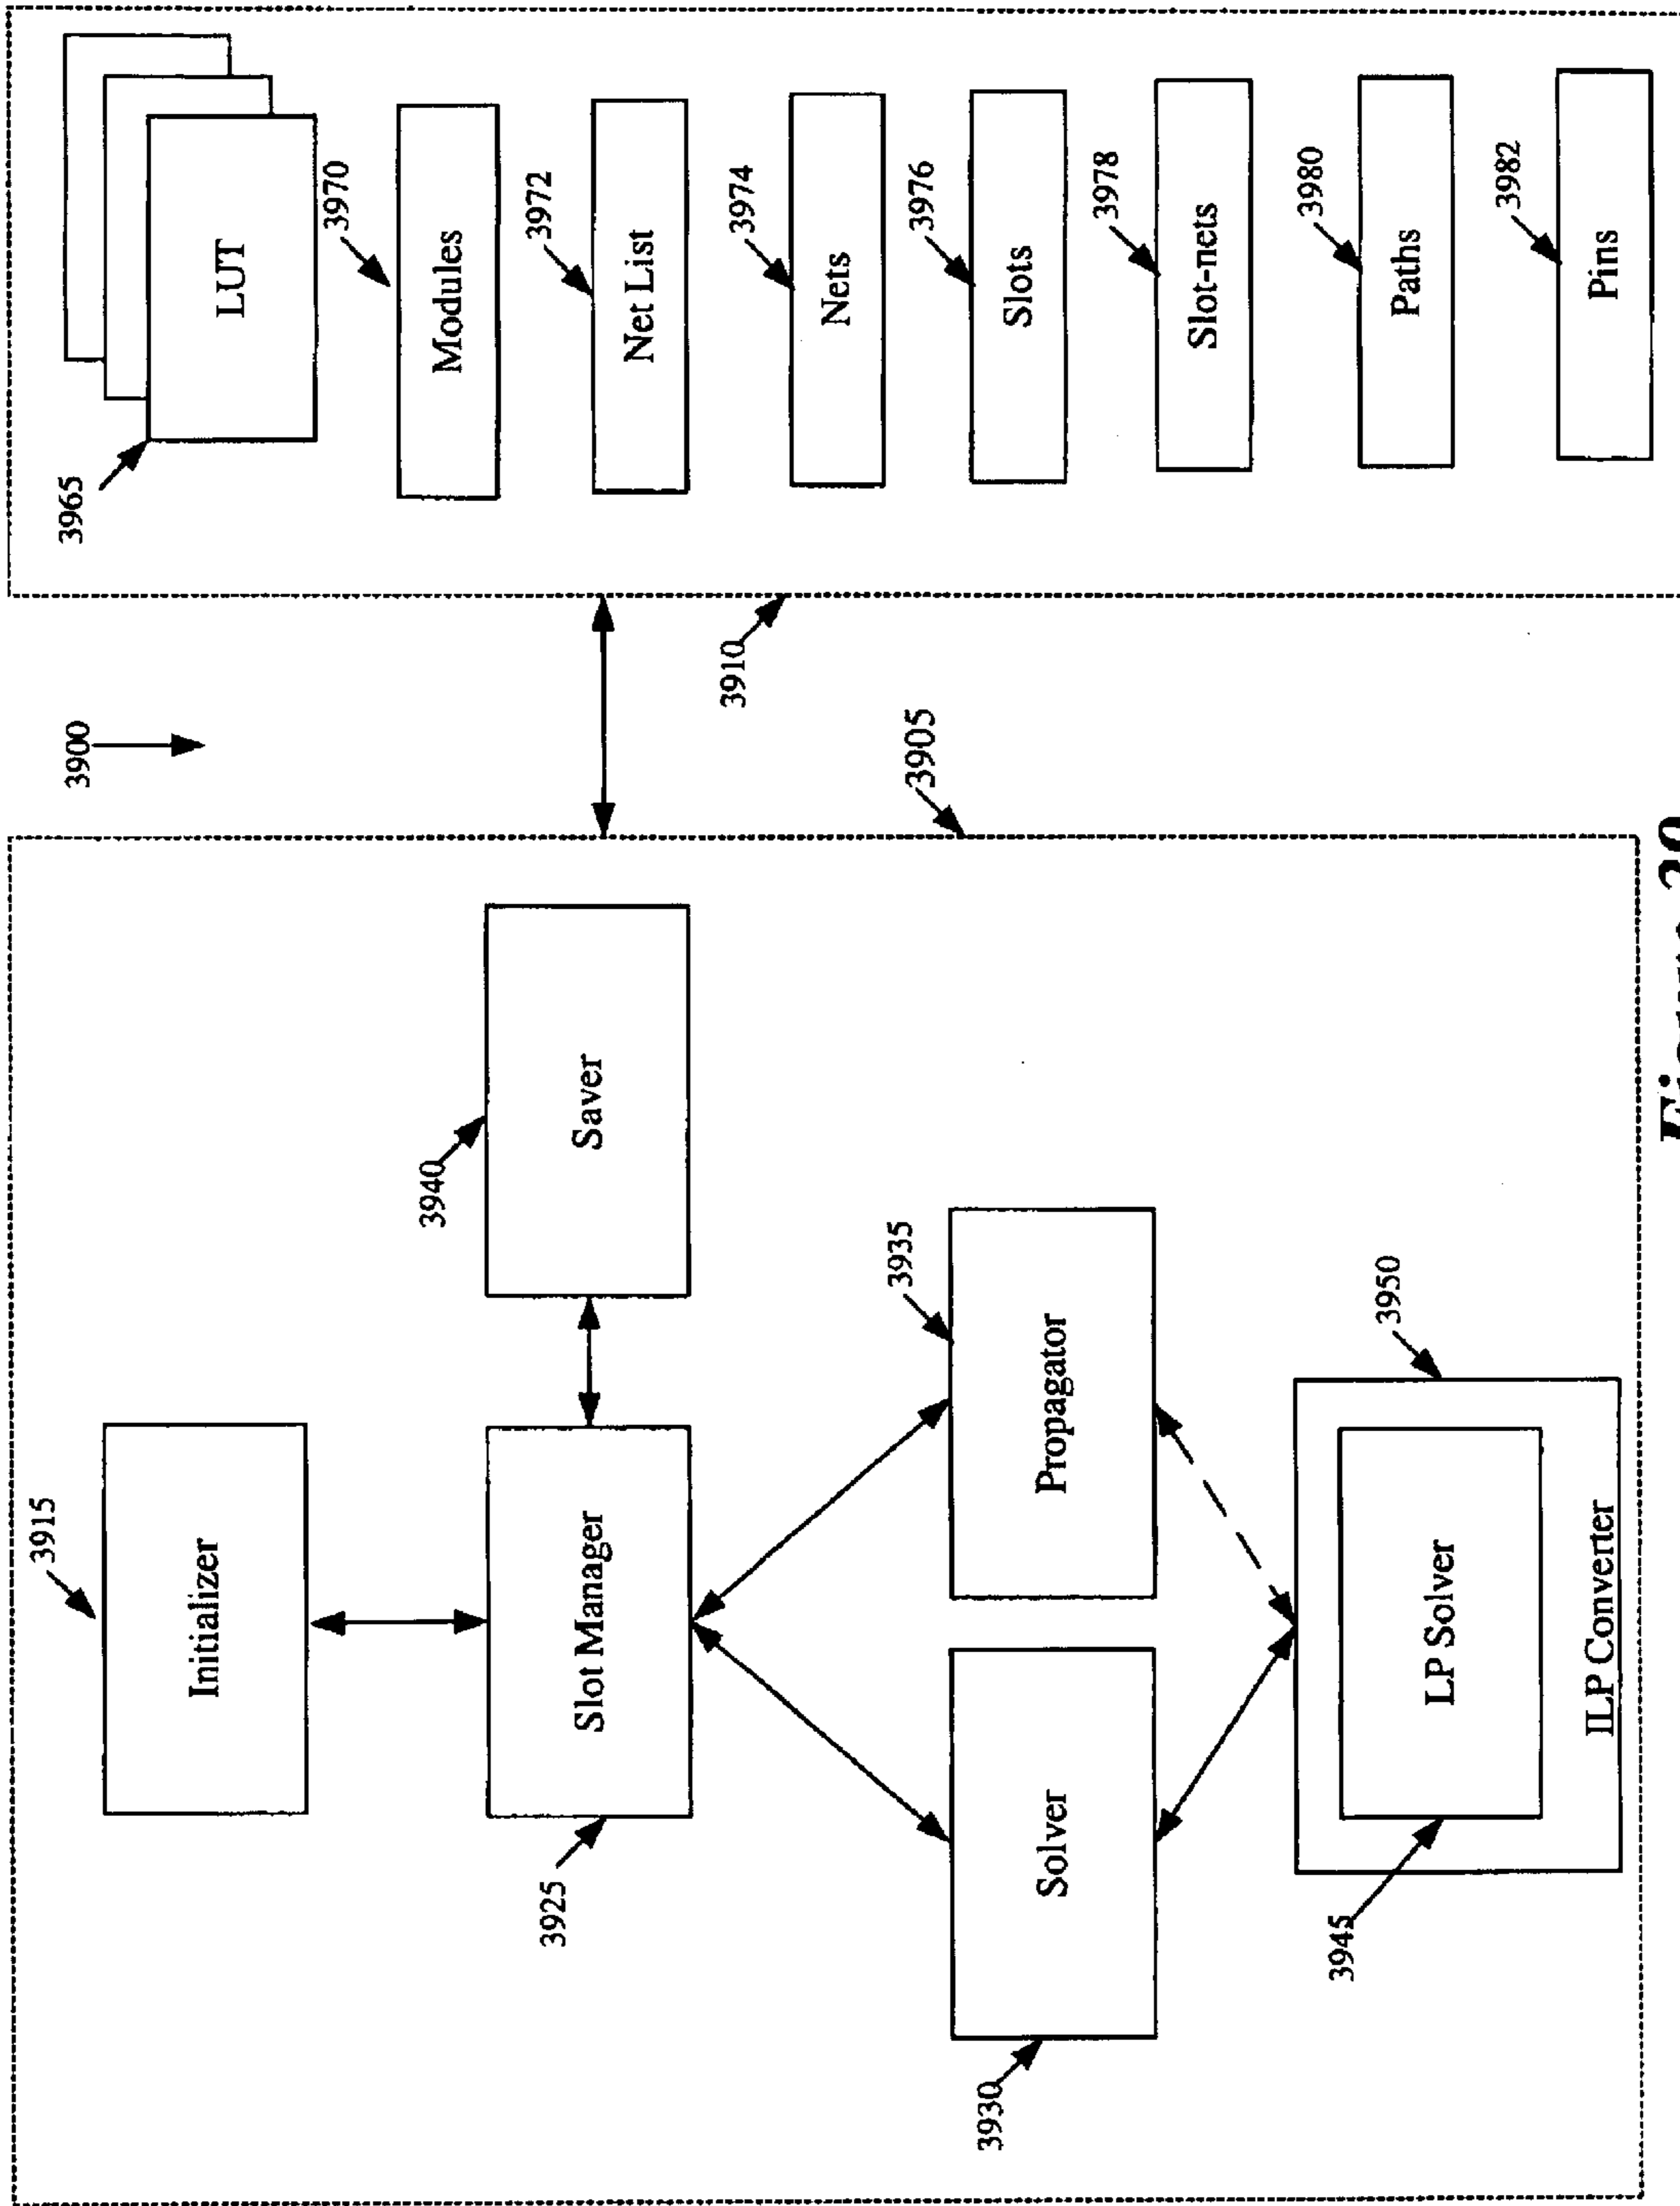 3900
3915
Initializer
3925
Slot Manager
3940
Saver
3930
Solver
3935
Propagator
3945
LP Solver
3950
ILP Converter
3905
3910
3965
LUT
3970
Modules
3972
Net List
3974
Nets
3976
Slots
3978
Slot-nets
3980
Paths
3982
Pins
Figure